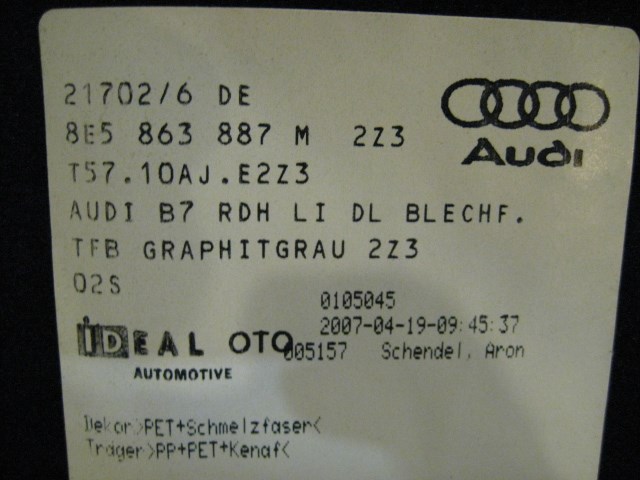 21702/6 DE
Audi
8E5 863 887 M 2Z3
T57.10AJ.E2Z3
AUDI B7 RDH LI DL BLECHF.
TFB GRAPHITGRAU 2Z3
02S
0105045
2007-04-19-09:45:37
İDEAL OTO 005157 Schendel, Aron
AUTOMOTIVE
Dekor>PET+Schmelzfaser<
Träger>PP+PET+Kenaf<